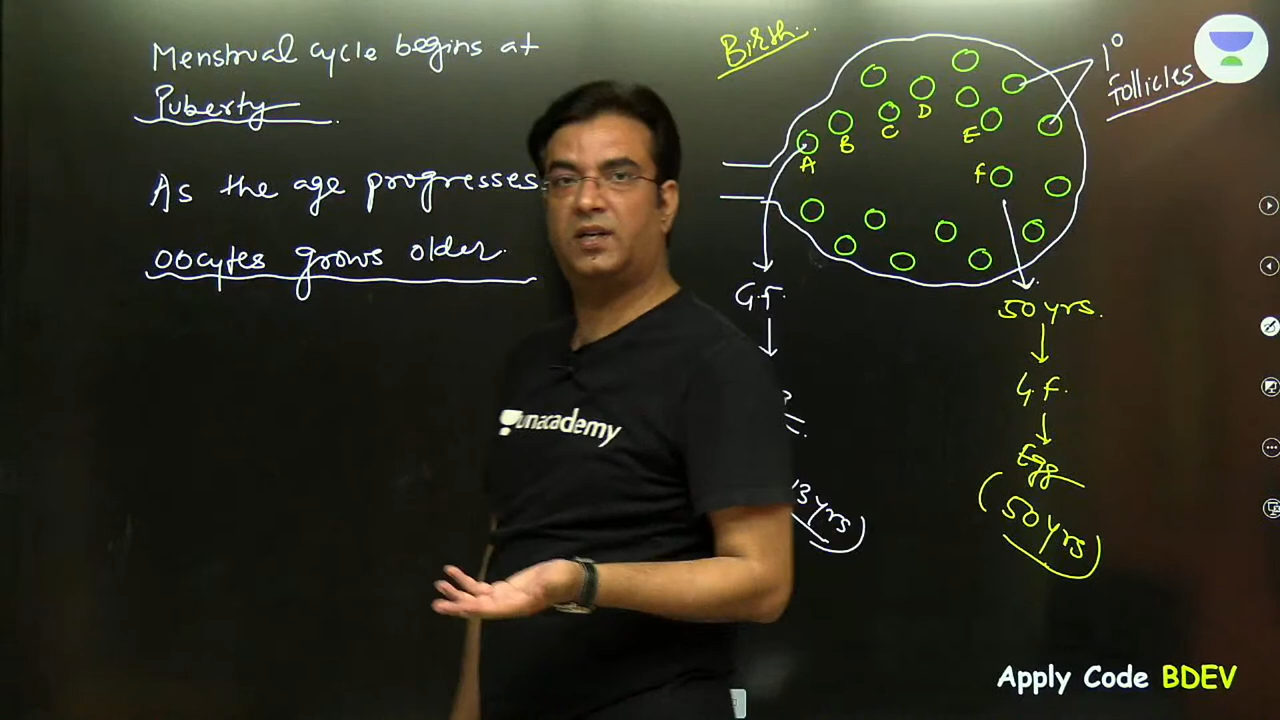 Menstrual cycle begins at
Puberty
As the age progresses
oocytes grows older.
Birth.
1°
follicles
A
B
C
D
E
f
G.f.
13 yrs
50 yrs.
G.f.
Egg
(50 yrs)
unacademy
Apply Code BDEV